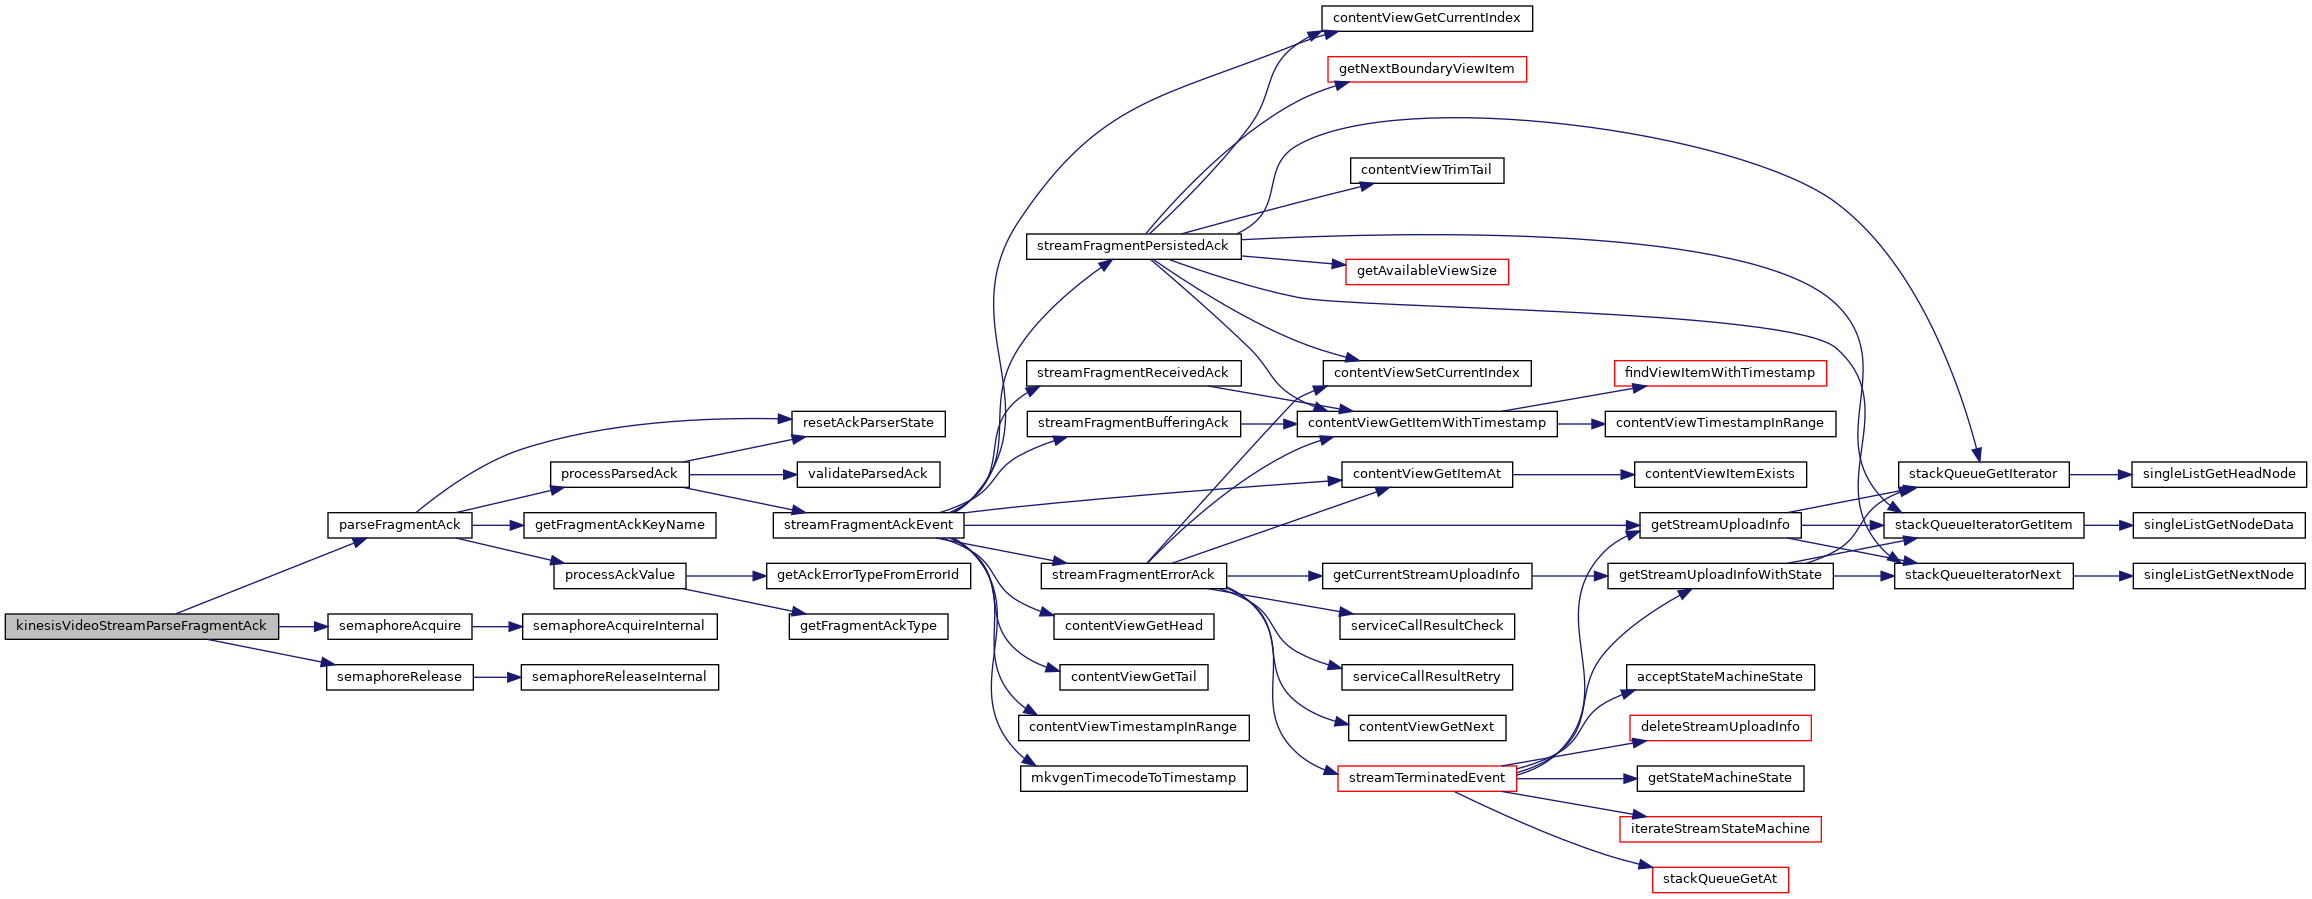 contentViewGetCurrentIndex
getNextBoundaryViewItem
contentViewTrimTail
streamFragmentPersistedAck
getAvailableViewSize
streamFragmentReceivedAck
contentViewSetCurrentIndex
findViewItemWithTimestamp
resetAckParserState
streamFragmentBufferingAck
contentViewGetItemWithTimestamp
contentViewTimestampInRange
processParsedAck
validateParsedAck
contentViewGetItemAt
contentViewItemExists
stackQueueGetIterator
singleListGetHeadNode
parseFragmentAck
getFragmentAckKeyName
streamFragmentAckEvent
getStreamUploadInfo
stackQueueIteratorGetItem
singleListGetNodeData
processAckValue
getAckErrorTypeFromErrorId
streamFragmentErrorAck
getCurrentStreamUploadInfo
getStreamUploadInfoWithState
stackQueueIteratorNext
singleListGetNextNode
kinesisVideoStreamParseFragmentAck
semaphoreAcquire
semaphoreAcquireInternal
getFragmentAckType
contentViewGetHead
serviceCallResultCheck
semaphoreRelease
semaphoreReleaseInternal
contentViewGetTail
serviceCallResultRetry
acceptStateMachineState
contentViewTimestampInRange
contentViewGetNext
deleteStreamUploadInfo
mkvgenTimecodeToTimestamp
streamTerminatedEvent
getStateMachineState
iterateStreamStateMachine
stackQueueGetAt